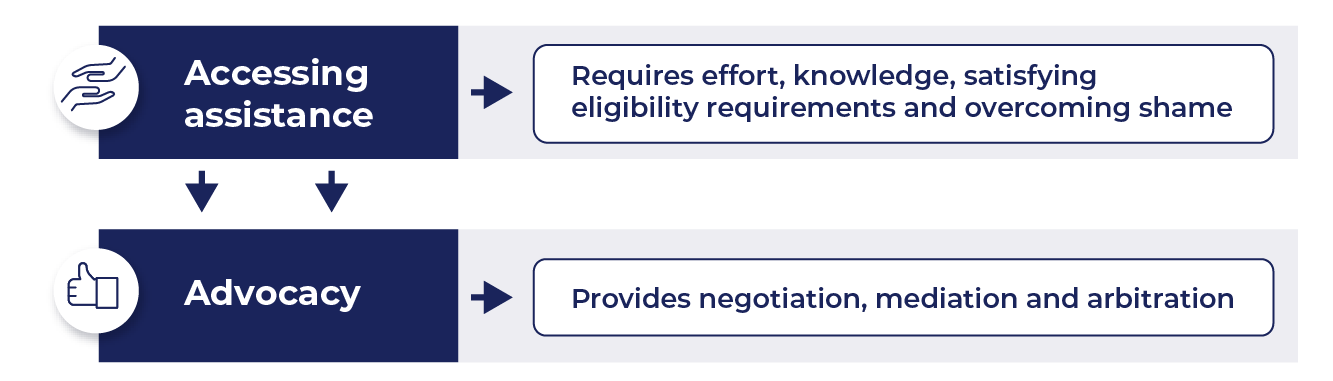 Accessing
assistance
Requires effort, knowledge, satisfying
eligibility requirements and overcoming shame
Advocacy
Provides negotiation, mediation and arbitration